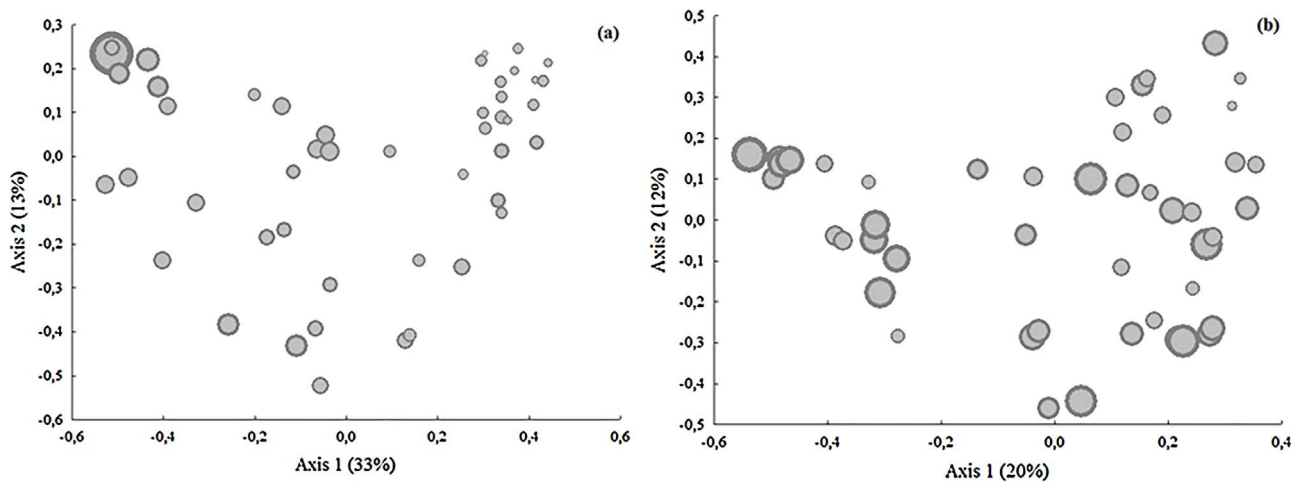 (a)
Axis 2 (13%)
0,3
0,2
0,1
0,0
-0,1
-0,2
-0,3
-0,4
-0,5
-0,6
-0,6 -0,4 -0,2 0,0 0,2 0,4 0,6
Axis 1 (33%)
(b)
Axis 2 (12%)
0,5
0,4
0,3
0,2
0,1
0,0
-0,1
-0,2
-0,3
-0,4
-0,5
-0,6 -0,4 -0,2 0,0 0,2 0,4
Axis 1 (20%)